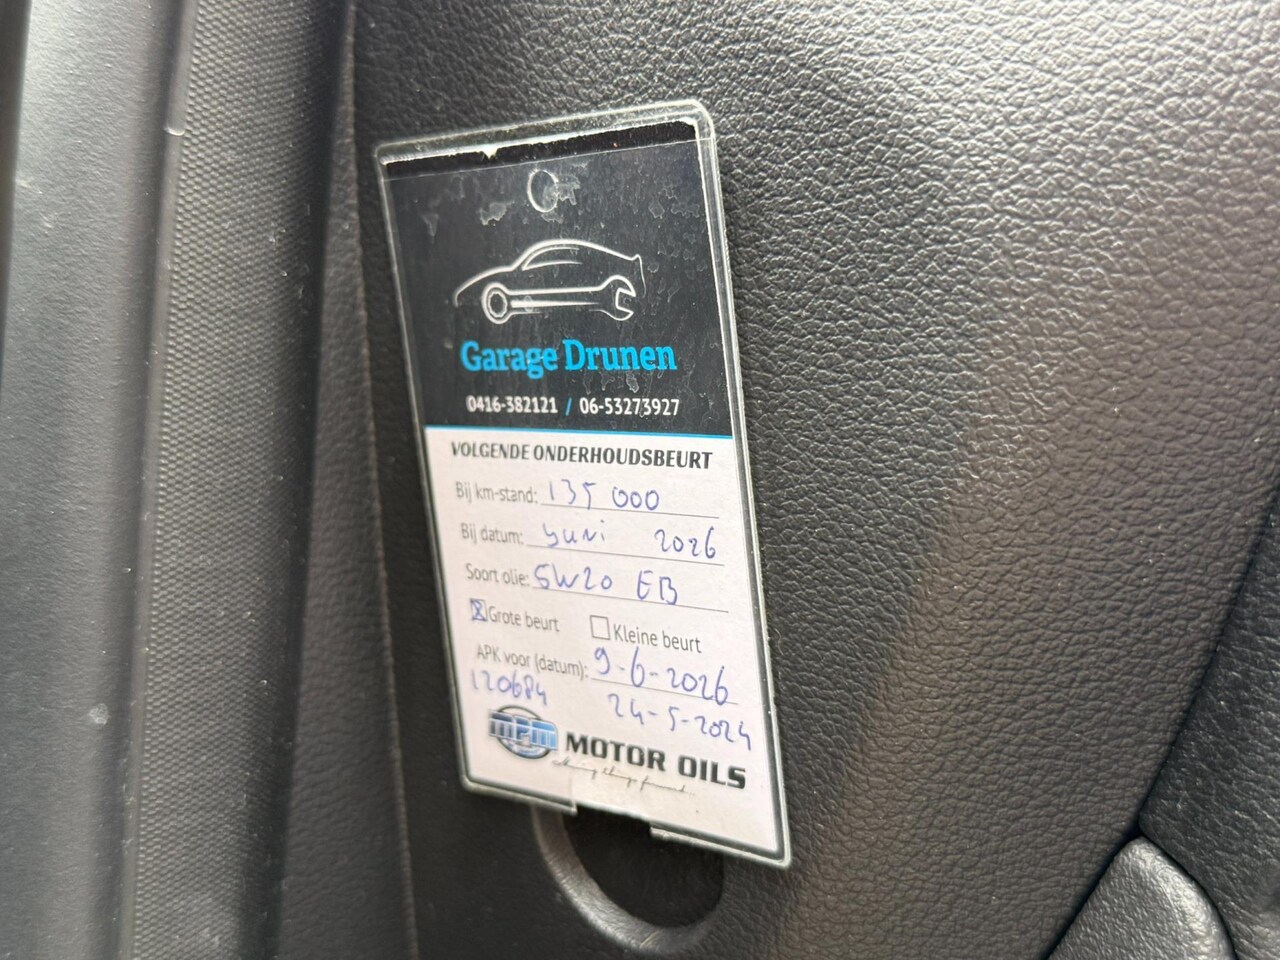 Garage Drunen
0416-382121 / 06-53273927
VOLGENDE ONDERHOUDSBEURT
Bij km-stand: 135 000
Bij datum: juni 2026
Soort olie: 5W20 EB
☒ Grote beurt ☐ Kleine beurt
APK voor (datum): 9-6-2026
120684 24-5-2024
MPM MOTOR OILS